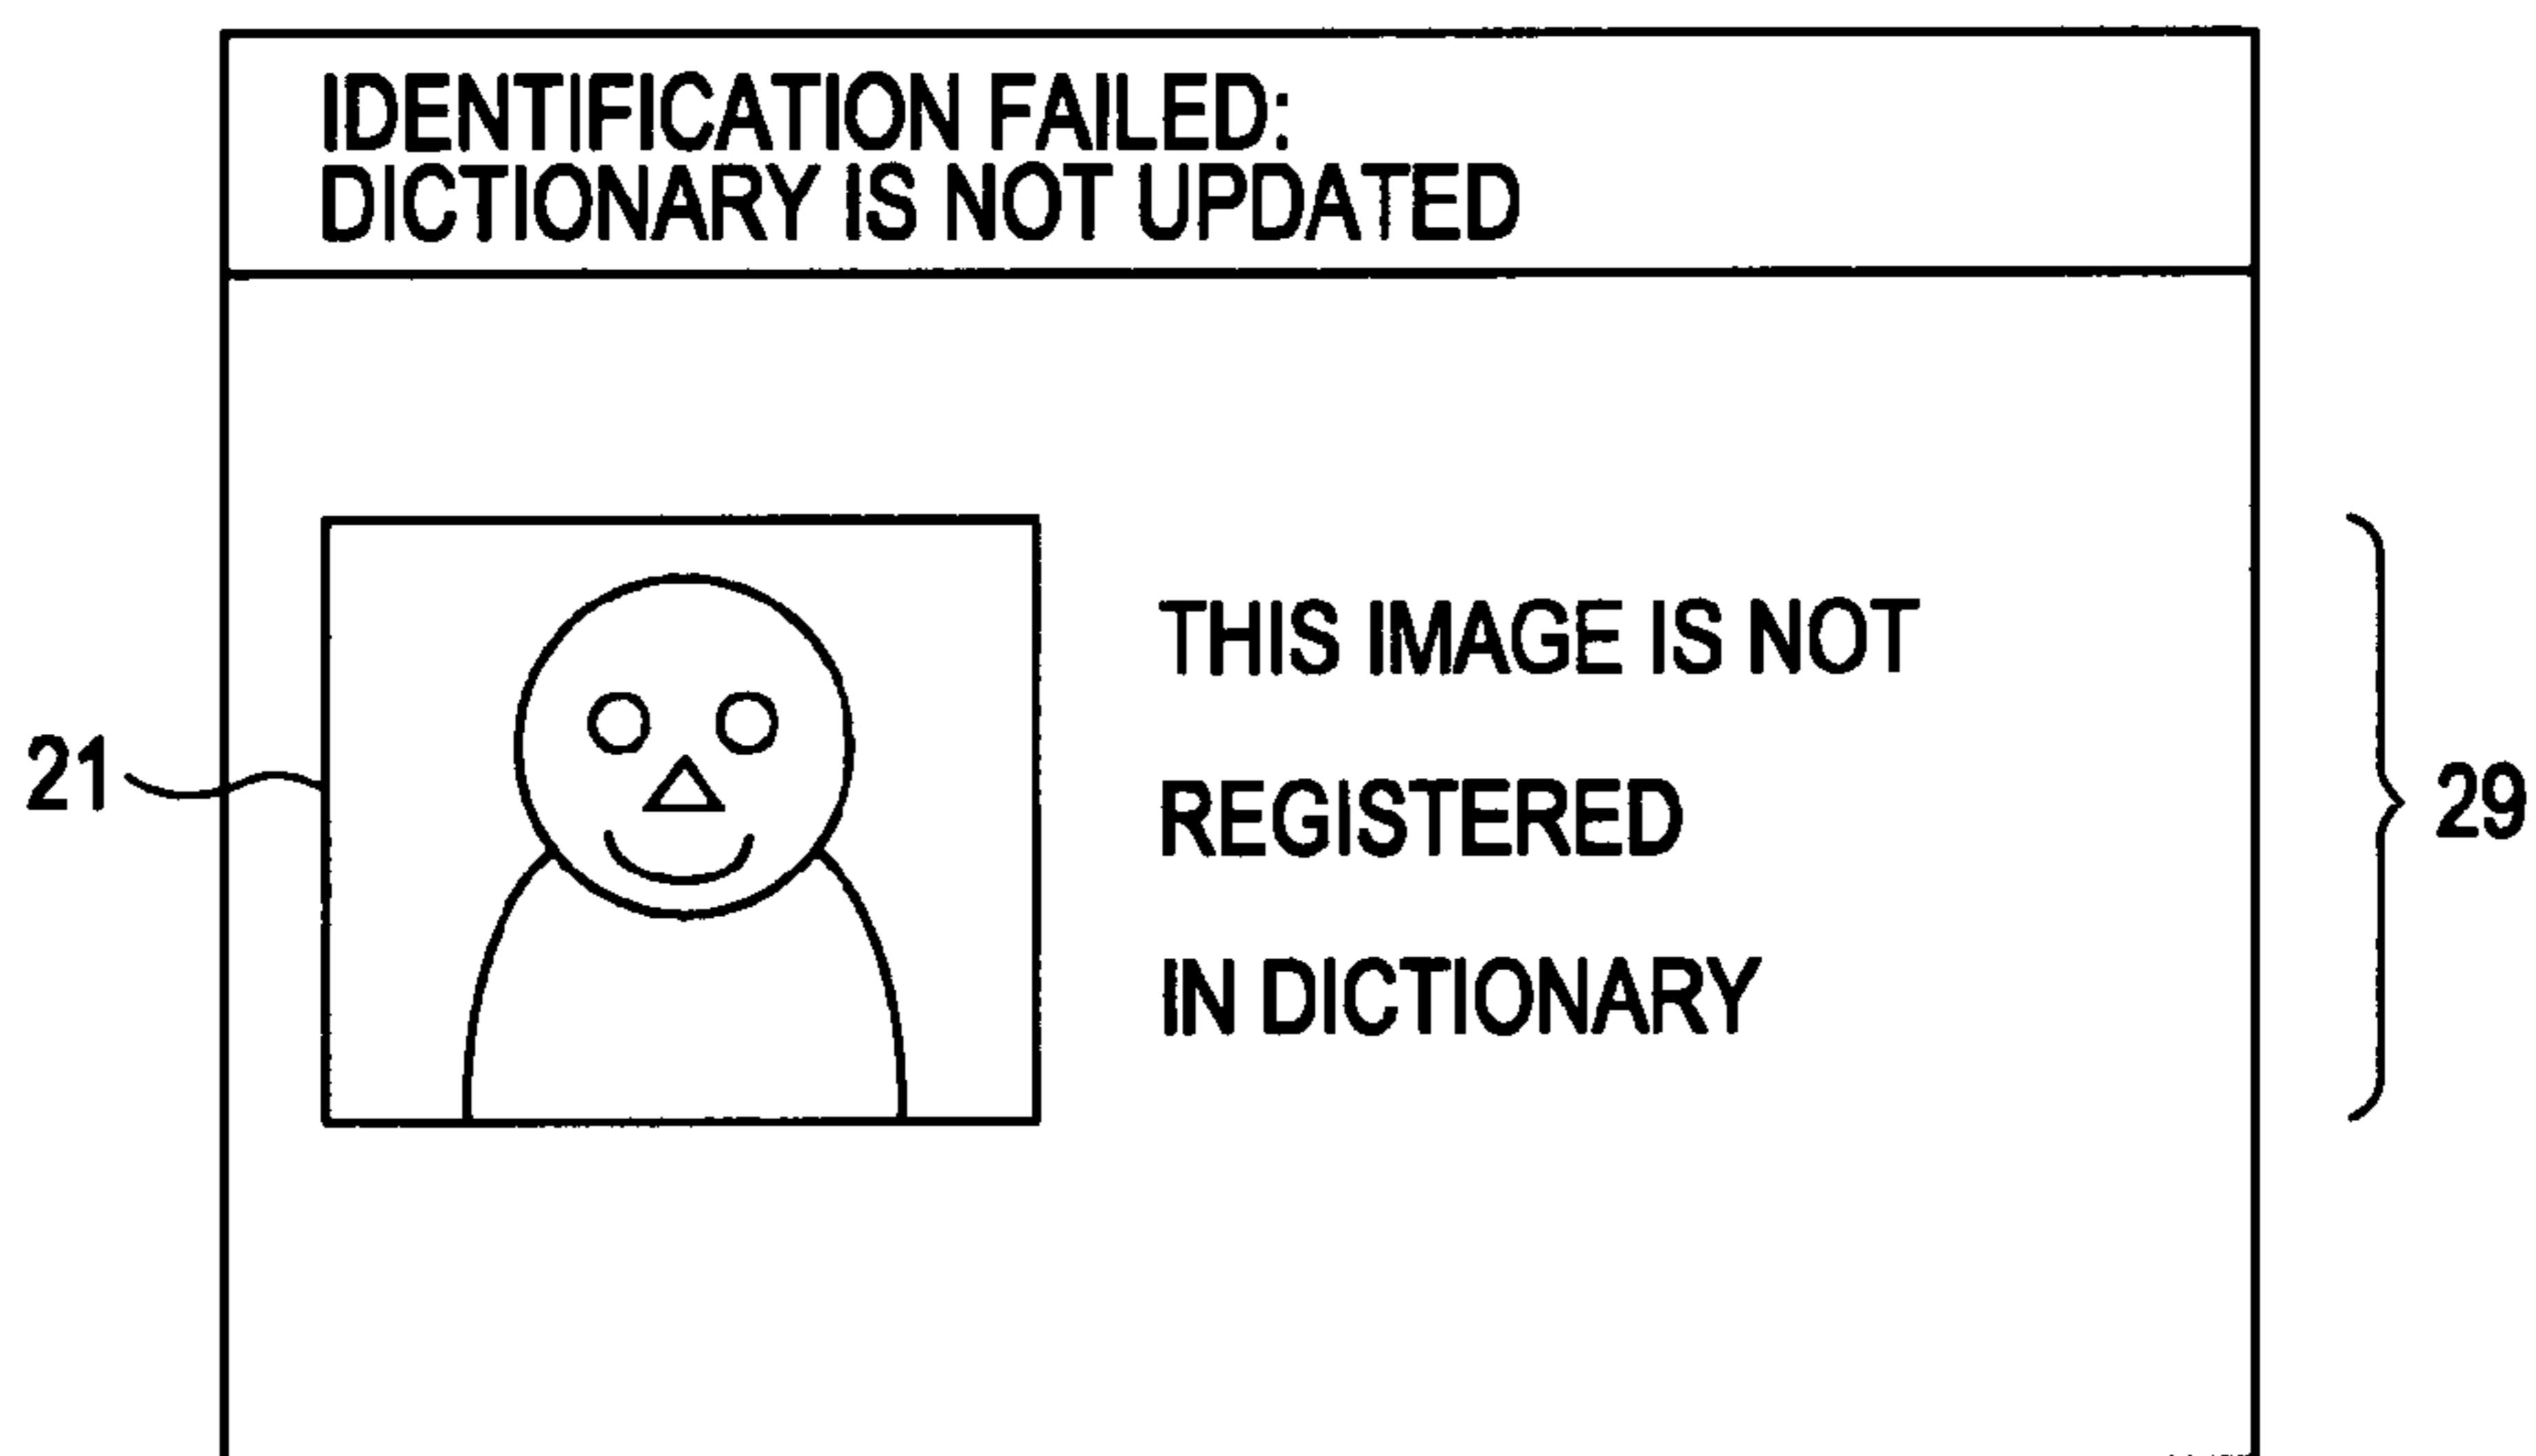 IDENTIFICATION FAILED:
DICTIONARY IS NOT UPDATED
THIS IMAGE IS NOT
REGISTERED
IN DICTIONARY
21
29